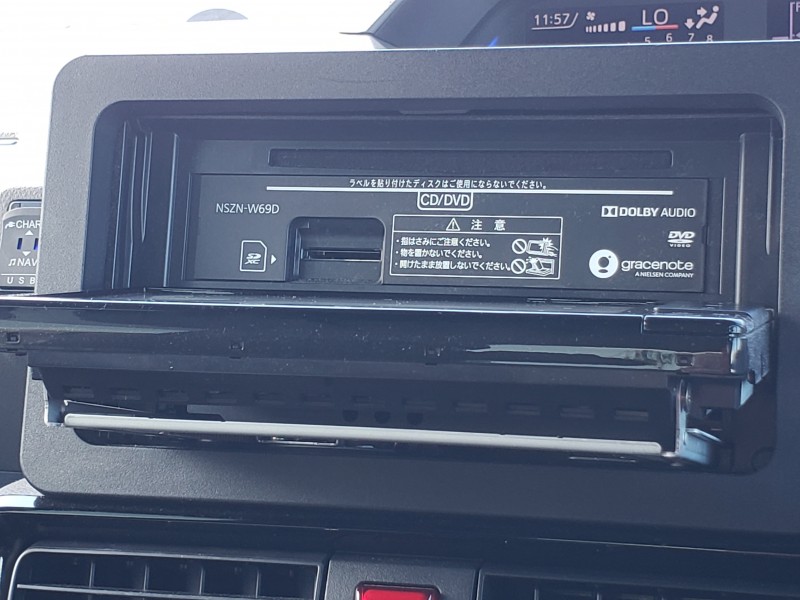 11:57
LO
5 6 7 8
ラベルを貼り付けたディスクはご使用にならないでください。
CD/DVD
NSZN-W69D
DOLBY AUDIO
注 意
・指はさみにご注意ください。
・物を置かないでください。
・開けたまま放置しないでください。
SD XC
DVD
VIDEO
gracenote
A NIELSEN COMPANY
CHAR
NAV
USB